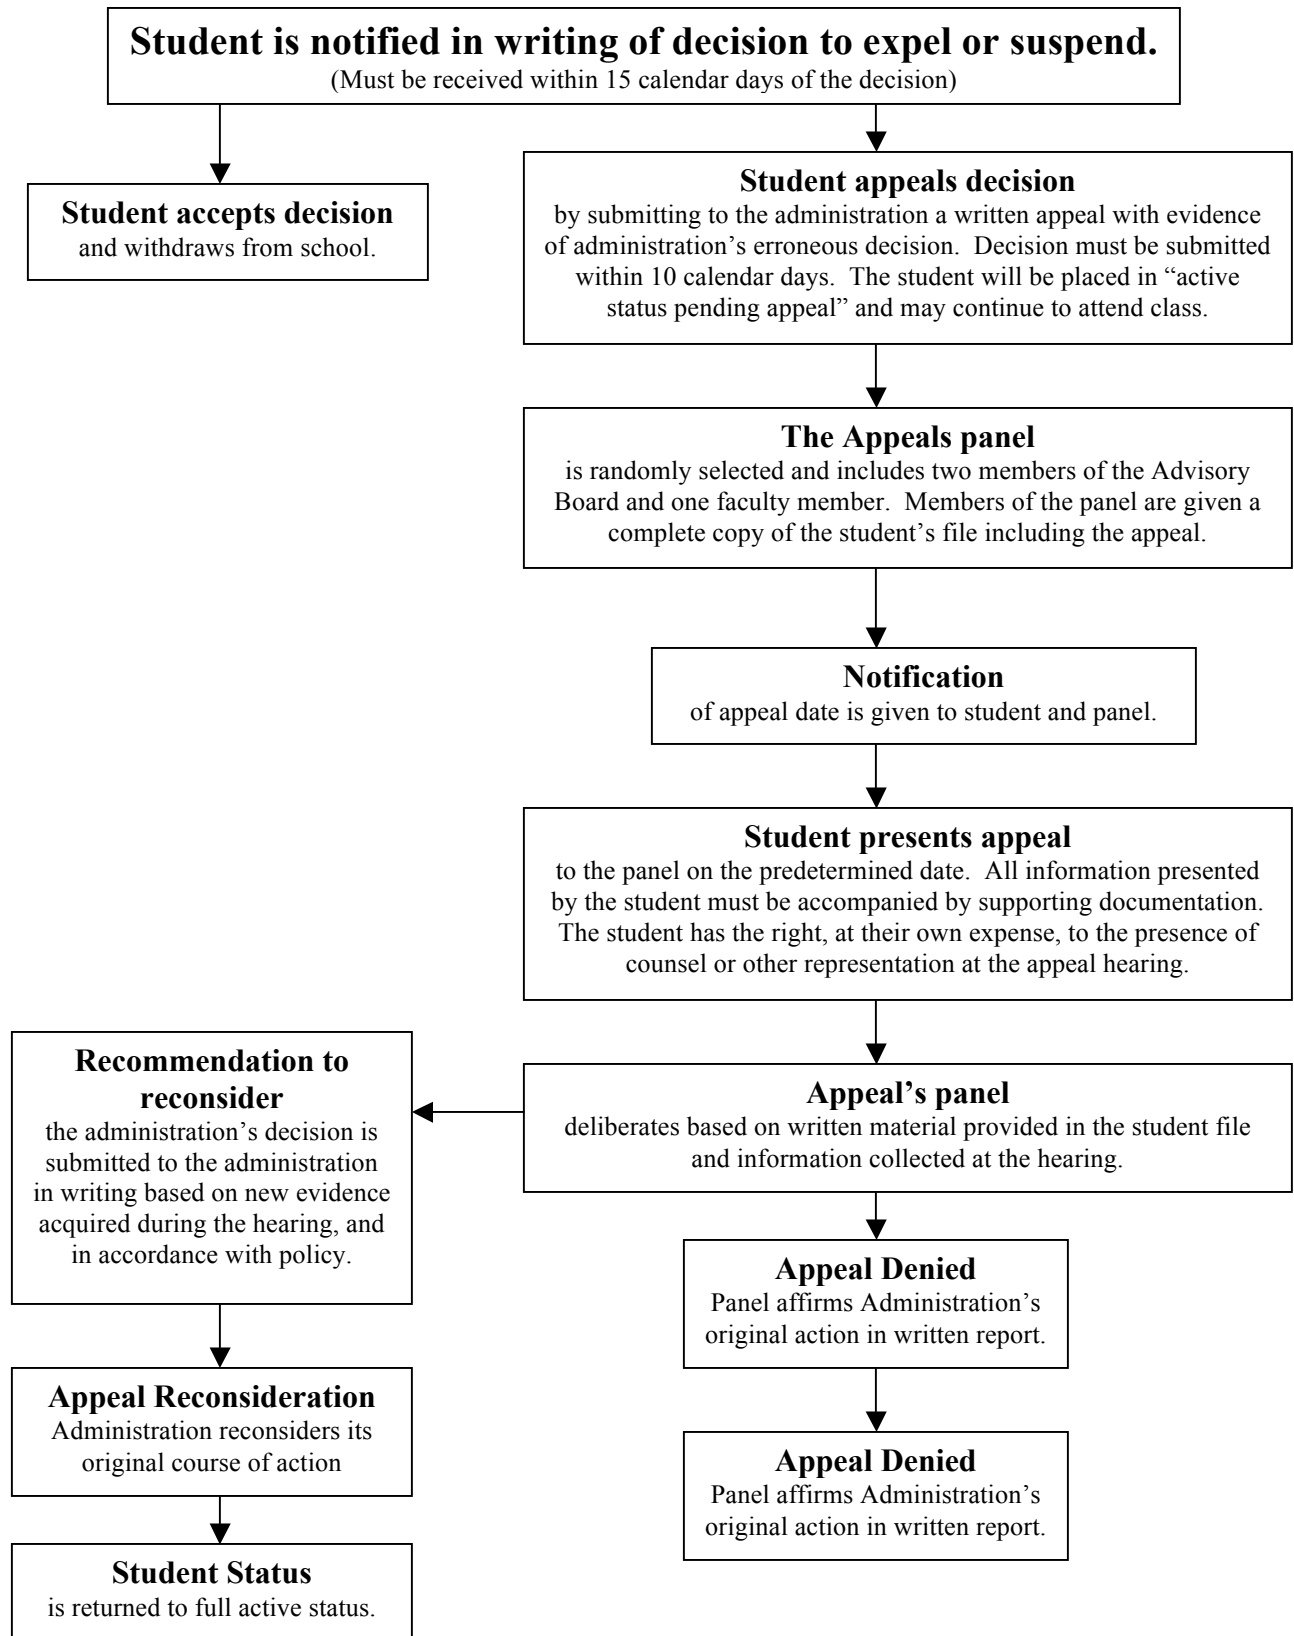 Student is notified in writing of decision to expel or suspend.
(Must be received within 15 calendar days of the decision)
Student accepts decision
and withdraws from school.
Student appeals decision
by submitting to the administration a written appeal with evidence
of administration’s erroneous decision.  Decision must be submitted
within 10 calendar days.  The student will be placed in “active
status pending appeal” and may continue to attend class.
The Appeals panel
is randomly selected and includes two members of the Advisory
Board and one faculty member.  Members of the panel are given a
complete copy of the student’s file including the appeal.
Notification
of appeal date is given to student and panel.
Student presents appeal
to the panel on the predetermined date.  All information presented
by the student must be accompanied by supporting documentation.
The student has the right, at their own expense, to the presence of
counsel or other representation at the appeal hearing.
Appeal’s panel
deliberates based on written material provided in the student file
and information collected at the hearing.
Recommendation to
reconsider
the administration’s decision is
submitted to the administration
in writing based on new evidence
acquired during the hearing, and
in accordance with policy.
Appeal Reconsideration
Administration reconsiders its
original course of action
Student Status
is returned to full active status.
Appeal Denied
Panel affirms Administration’s
original action in written report.
Appeal Denied
Panel affirms Administration’s
original action in written report.